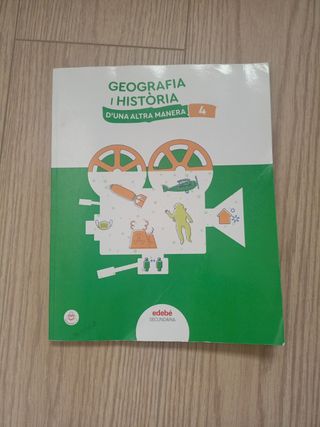 GEOGRAFIA
I HISTÒRIA
D'UNA ALTRA MANERA 4
edebé
SECUNDÀRIA